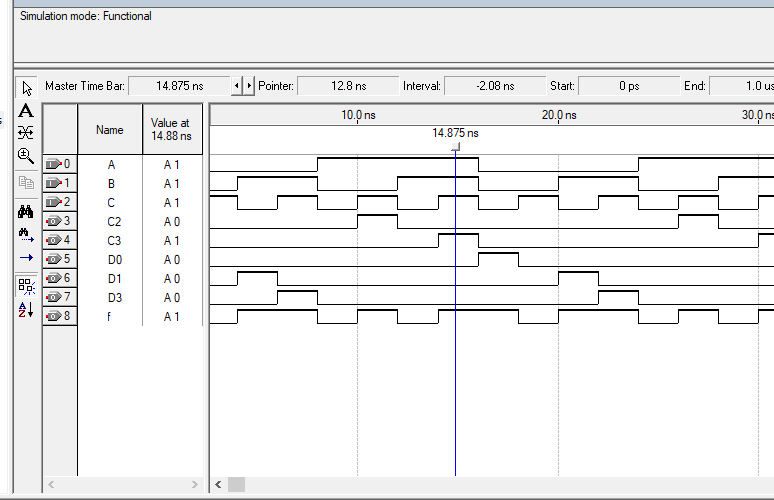 Simulation mode: Functional
Master Time Bar: 14.875 ns Pointer: 12.8 ns Interval: -2.08 ns Start: 0 ps End: 1.0 us
Name Value at 14.88 ns
10.0 ns 20.0 ns 30.0 ns
14.875 ns
0 A A 1
1 B A 1
2 C A 1
3 C2 A 0
4 C3 A 1
5 D0 A 0
6 D1 A 0
7 D3 A 0
8 f A 1